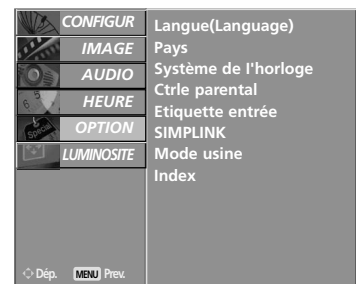 CONFIGUR
IMAGE
AUDIO
HEURE
OPTION
LUMINOSITE
Langue(Language)
Pays
Système de l'horloge
Ctrle parental
Etiquette entrée
SIMPLINK
Mode usine
Index
Dép. MENU Prev.